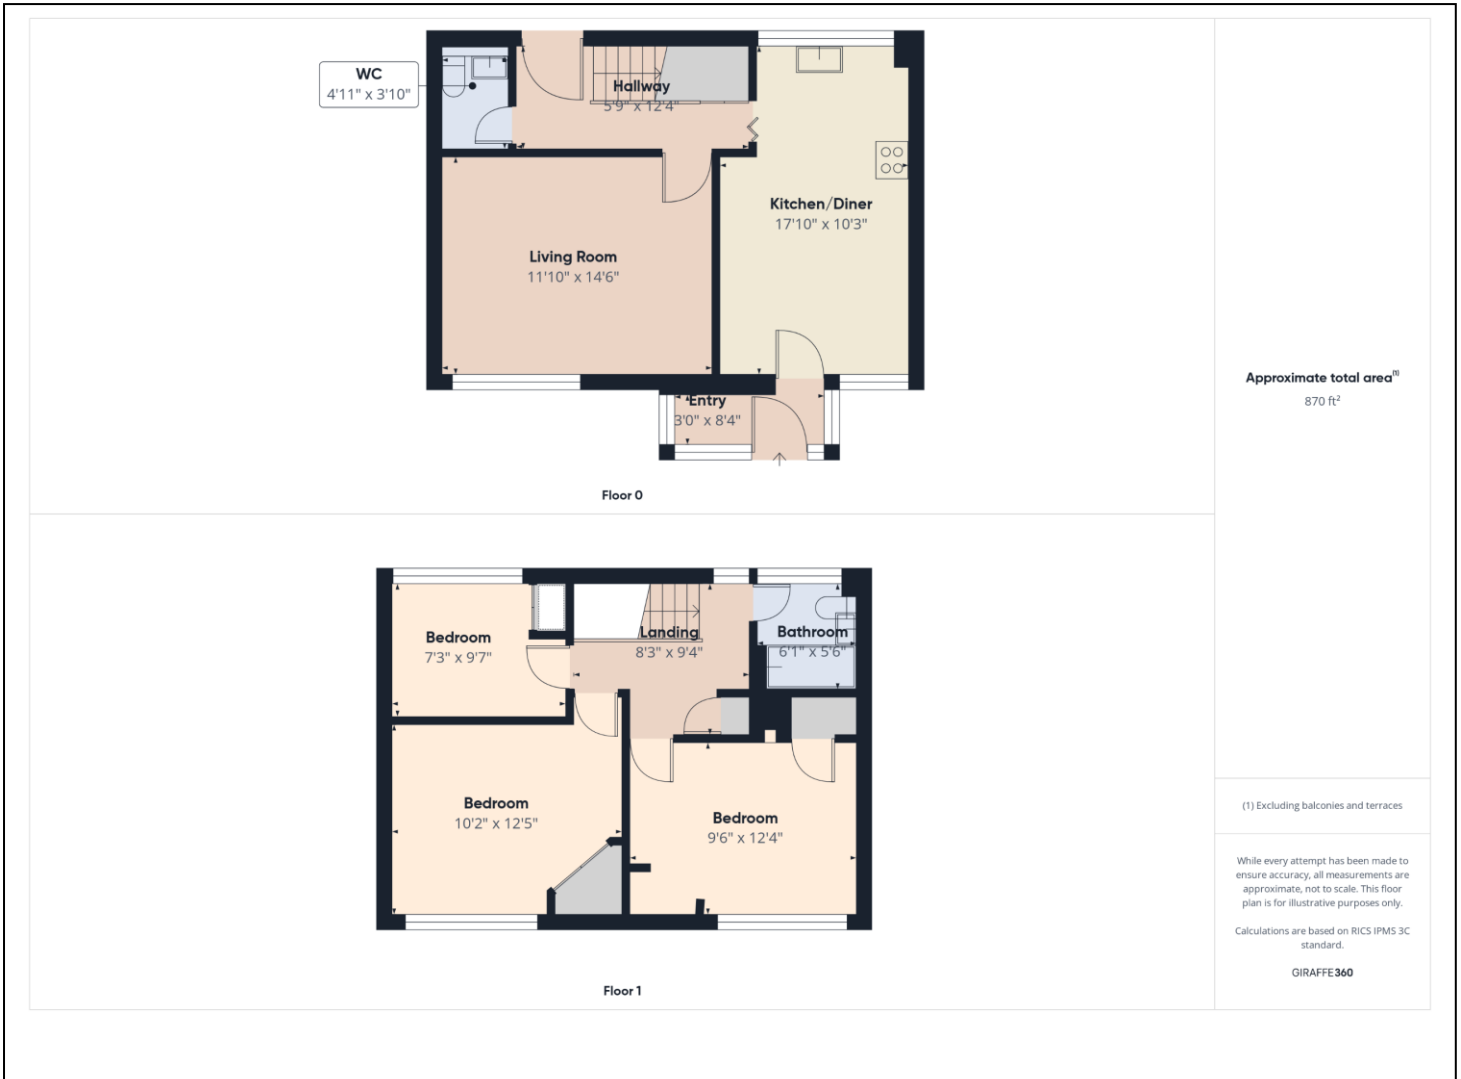 WC
4'11" x 3'10"
Hallway
5'9" x 12'4"
Kitchen/Diner
17'10" x 10'3"
Living Room
11'10" x 14'6"
Entry
3'0" x 8'4"
Floor 0
Bedroom
7'3" x 9'7"
Landing
8'3" x 9'4"
Bathroom
6'1" x 5'6"
Bedroom
10'2" x 12'5"
Bedroom
9'6" x 12'4"
Floor 1
Approximate total area(1)
870 ft²
(1) Excluding balconies and terraces
While every attempt has been made to
ensure accuracy, all measurements are
approximate, not to scale. This floor
plan is for illustrative purposes only.
Calculations are based on RICS IPMS 3C
standard.
GIRAFFE360